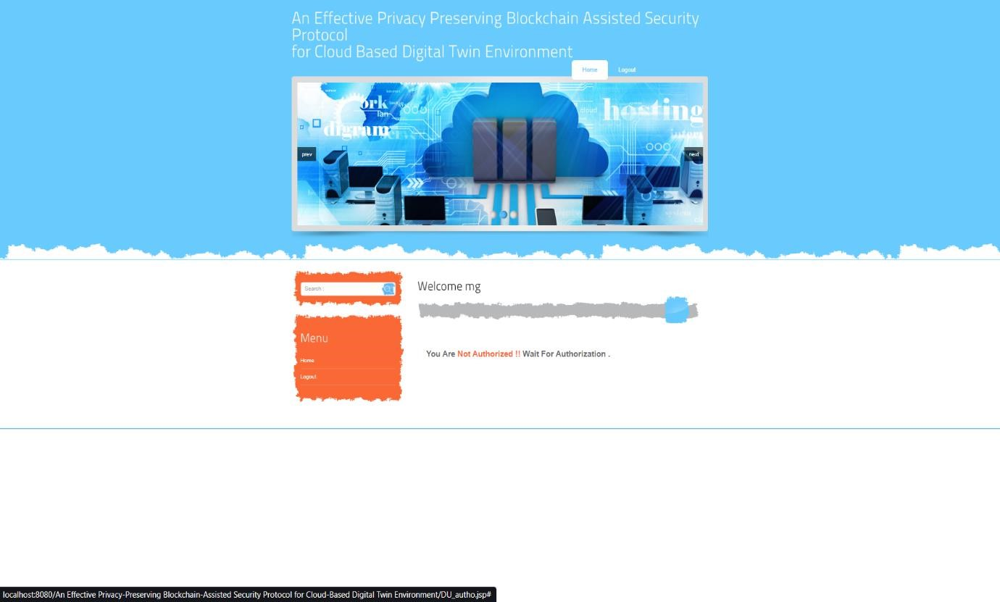 An Effective Privacy Preserving Blockchain Assisted Security
Protocol
for Cloud Based Digital Twin Environment
Home
Logout
ork
lan
digram
cloud
hosting
prev
next
system
Search :
Welcome mg
Menu
You Are Not Authorized !! Wait For Authorization .
Home
Logout
localhost:8080/An Effective Privacy-Preserving Blockchain-Assisted Security Protocol for Cloud-Based Digital Twin Environment/DU_autho.jsp#